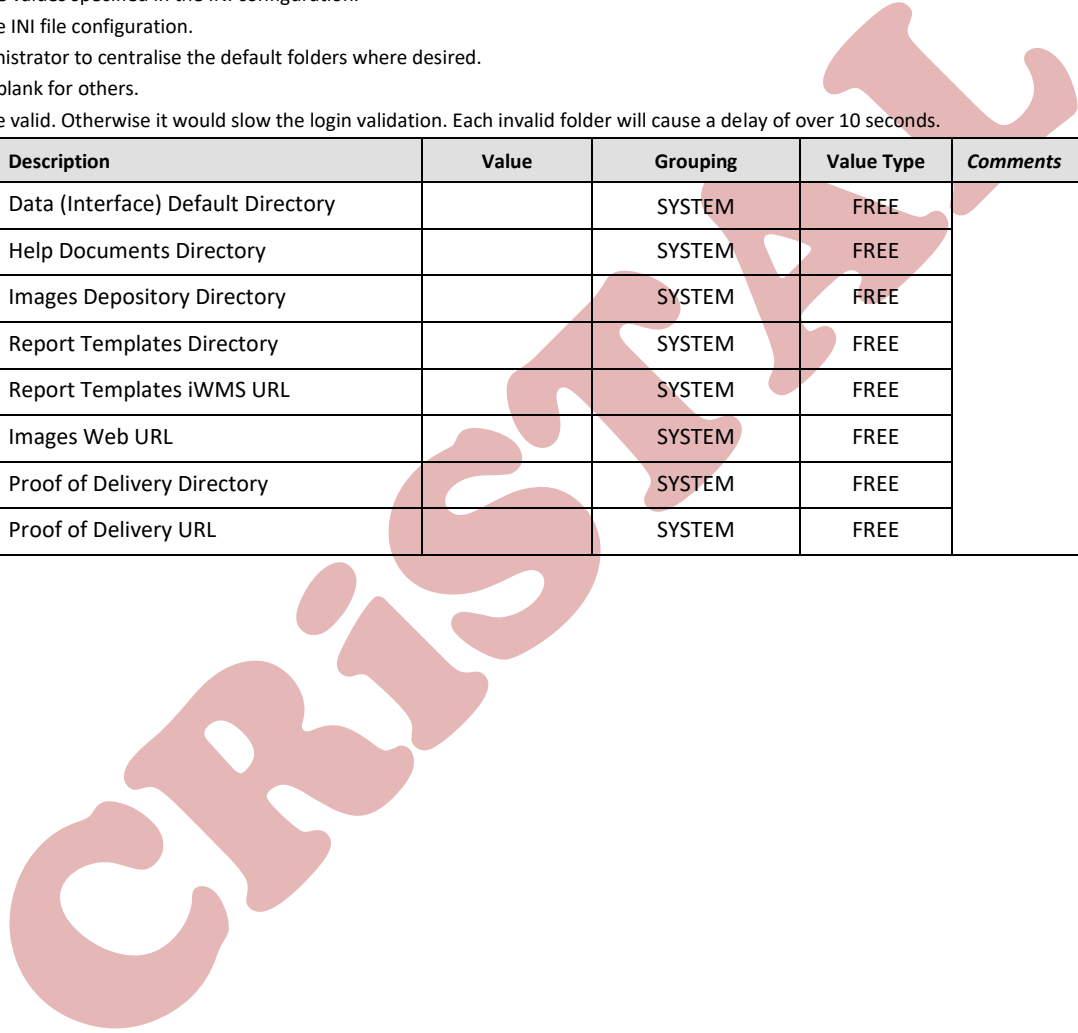 e INI file configuration.
nistrator to centralise the default folders where desired.
blank for others.
e valid. Otherwise it would slow the login validation. Each invalid folder will cause a delay of over 10 seconds.
Description Value Grouping Value Type Comments
Data (Interface) Default Directory SYSTEM FREE
Help Documents Directory SYSTEM FREE
Images Depository Directory SYSTEM FREE
Report Templates Directory SYSTEM FREE
Report Templates iWMS URL SYSTEM FREE
Images Web URL SYSTEM FREE
Proof of Delivery Directory SYSTEM FREE
Proof of Delivery URL SYSTEM FREE
CRiSTAL